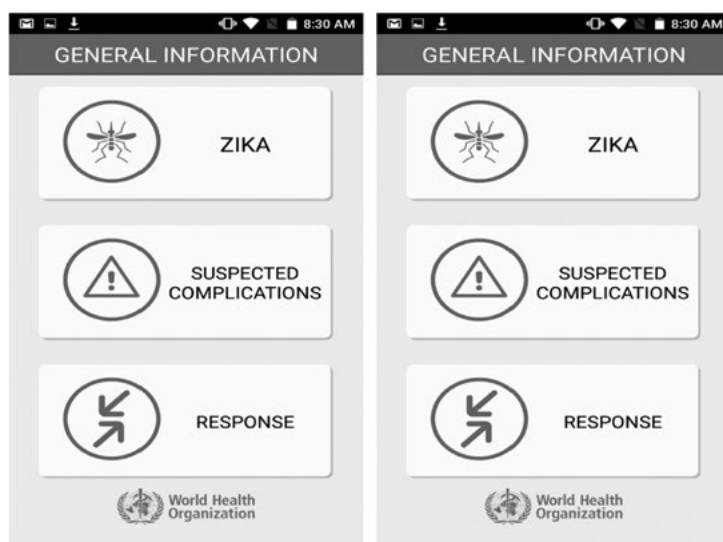 8:30 AM
GENERAL INFORMATION
ZIKA
SUSPECTED
COMPLICATIONS
RESPONSE
World Health
Organization
8:30 AM
GENERAL INFORMATION
ZIKA
SUSPECTED
COMPLICATIONS
RESPONSE
World Health
Organization